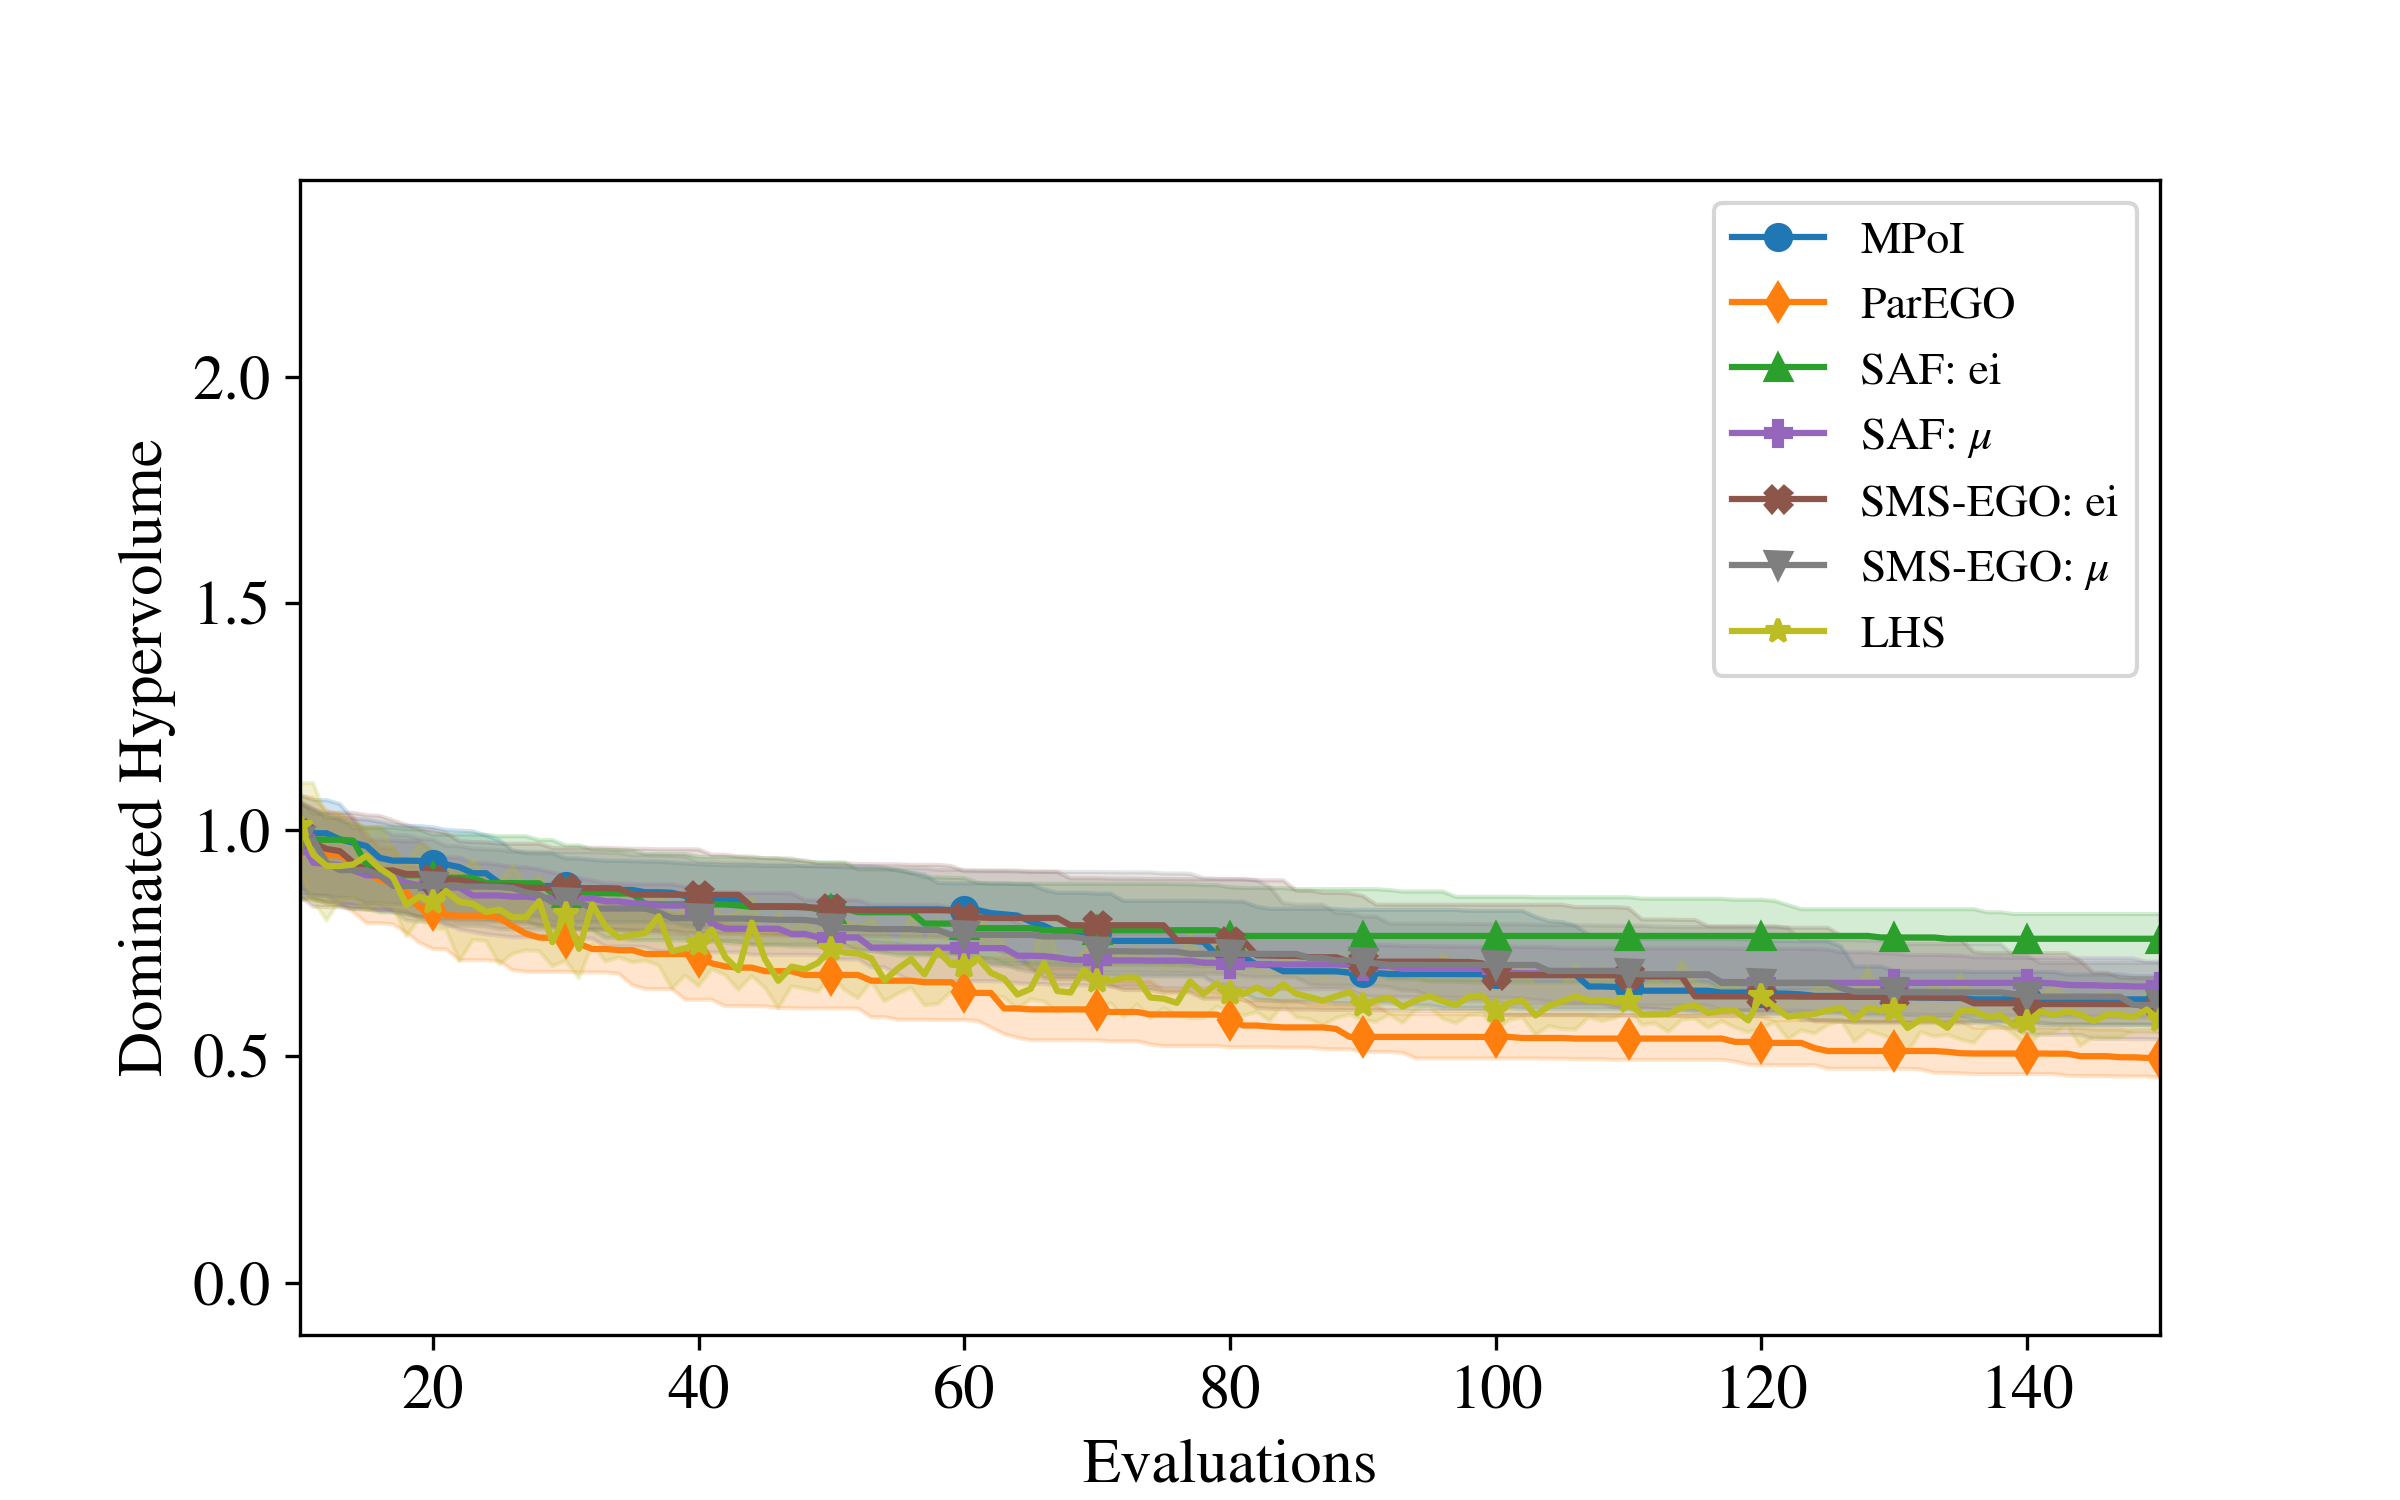 MPoI
ParEGO
SAF: ei
SAF: μ
SMS-EGO: ei
SMS-EGO: μ
LHS
Dominated Hypervolume
2.0
1.5
1.0
0.5
0.0
20 40 60 80 100 120 140
Evaluations